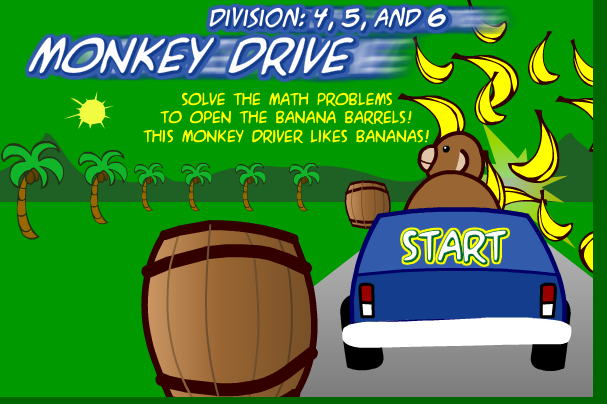 DIVISION: 4, 5, AND 6
MONKEY DRIVE
SOLVE THE MATH PROBLEMS
TO OPEN THE BANANA BARRELS!
THIS MONKEY DRIVER LIKES BANANAS!
START